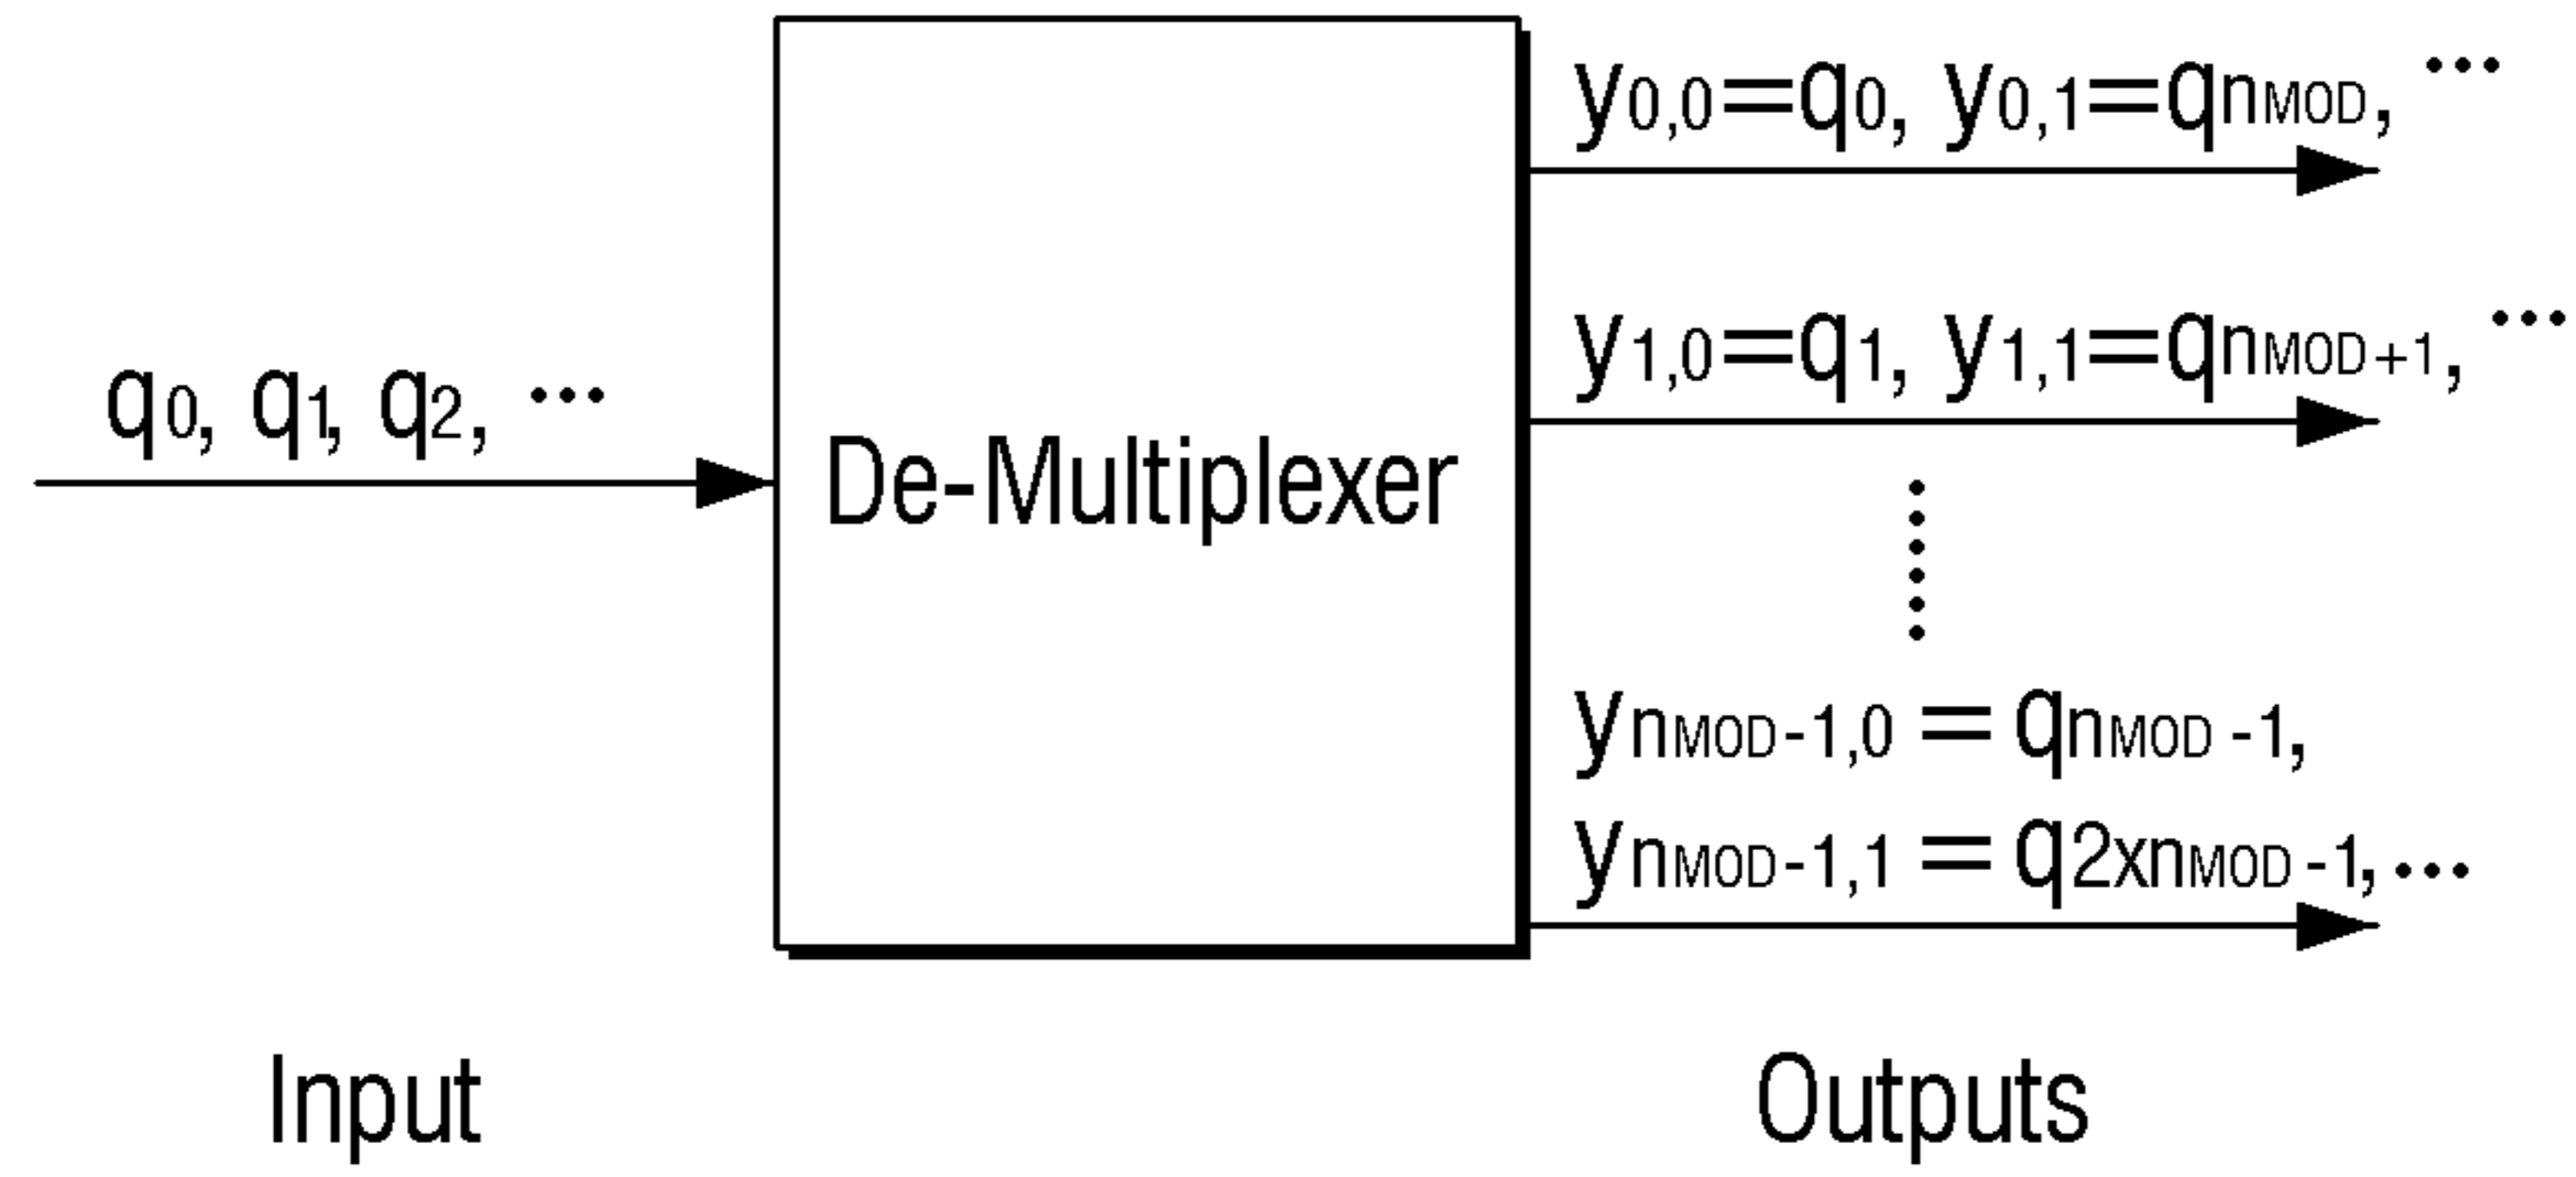 y0,0=q0, y0,1=qnMOD, ...
y1,0=q1, y1,1=qnMOD+1, ...
q0, q1, q2, ...
De-Multiplexer
ynMOD-1,0 = qnMOD-1,
ynMOD-1,1 = q2xnMOD-1, ...
Input
Outputs